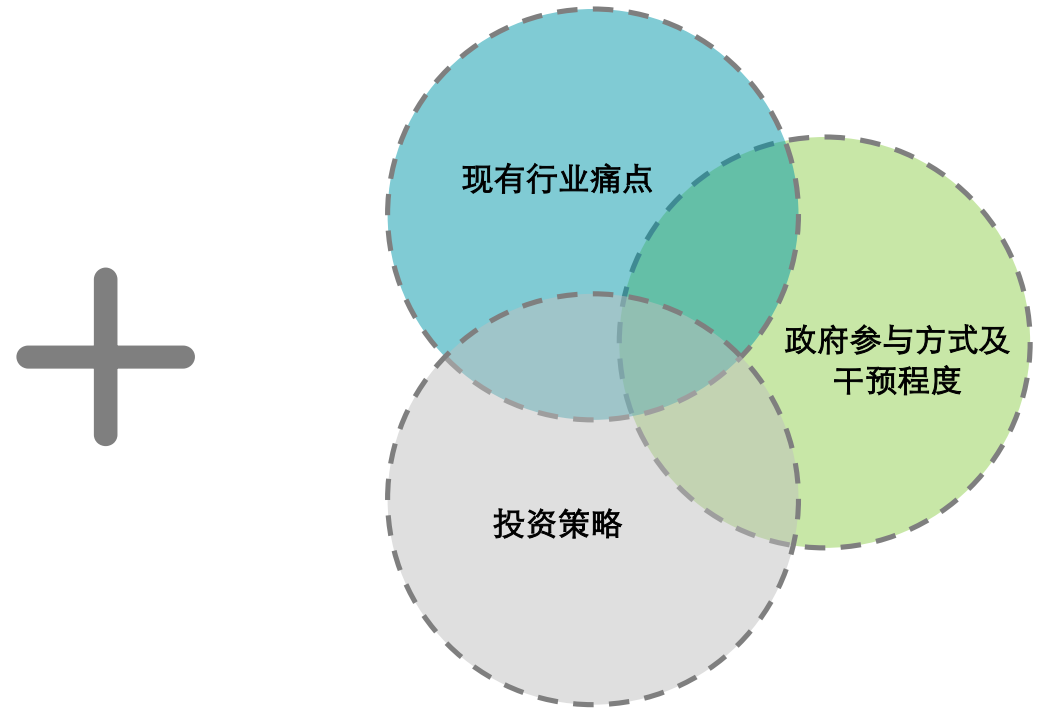 现有行业痛点
政府参与方式及
干预程度
投资策略